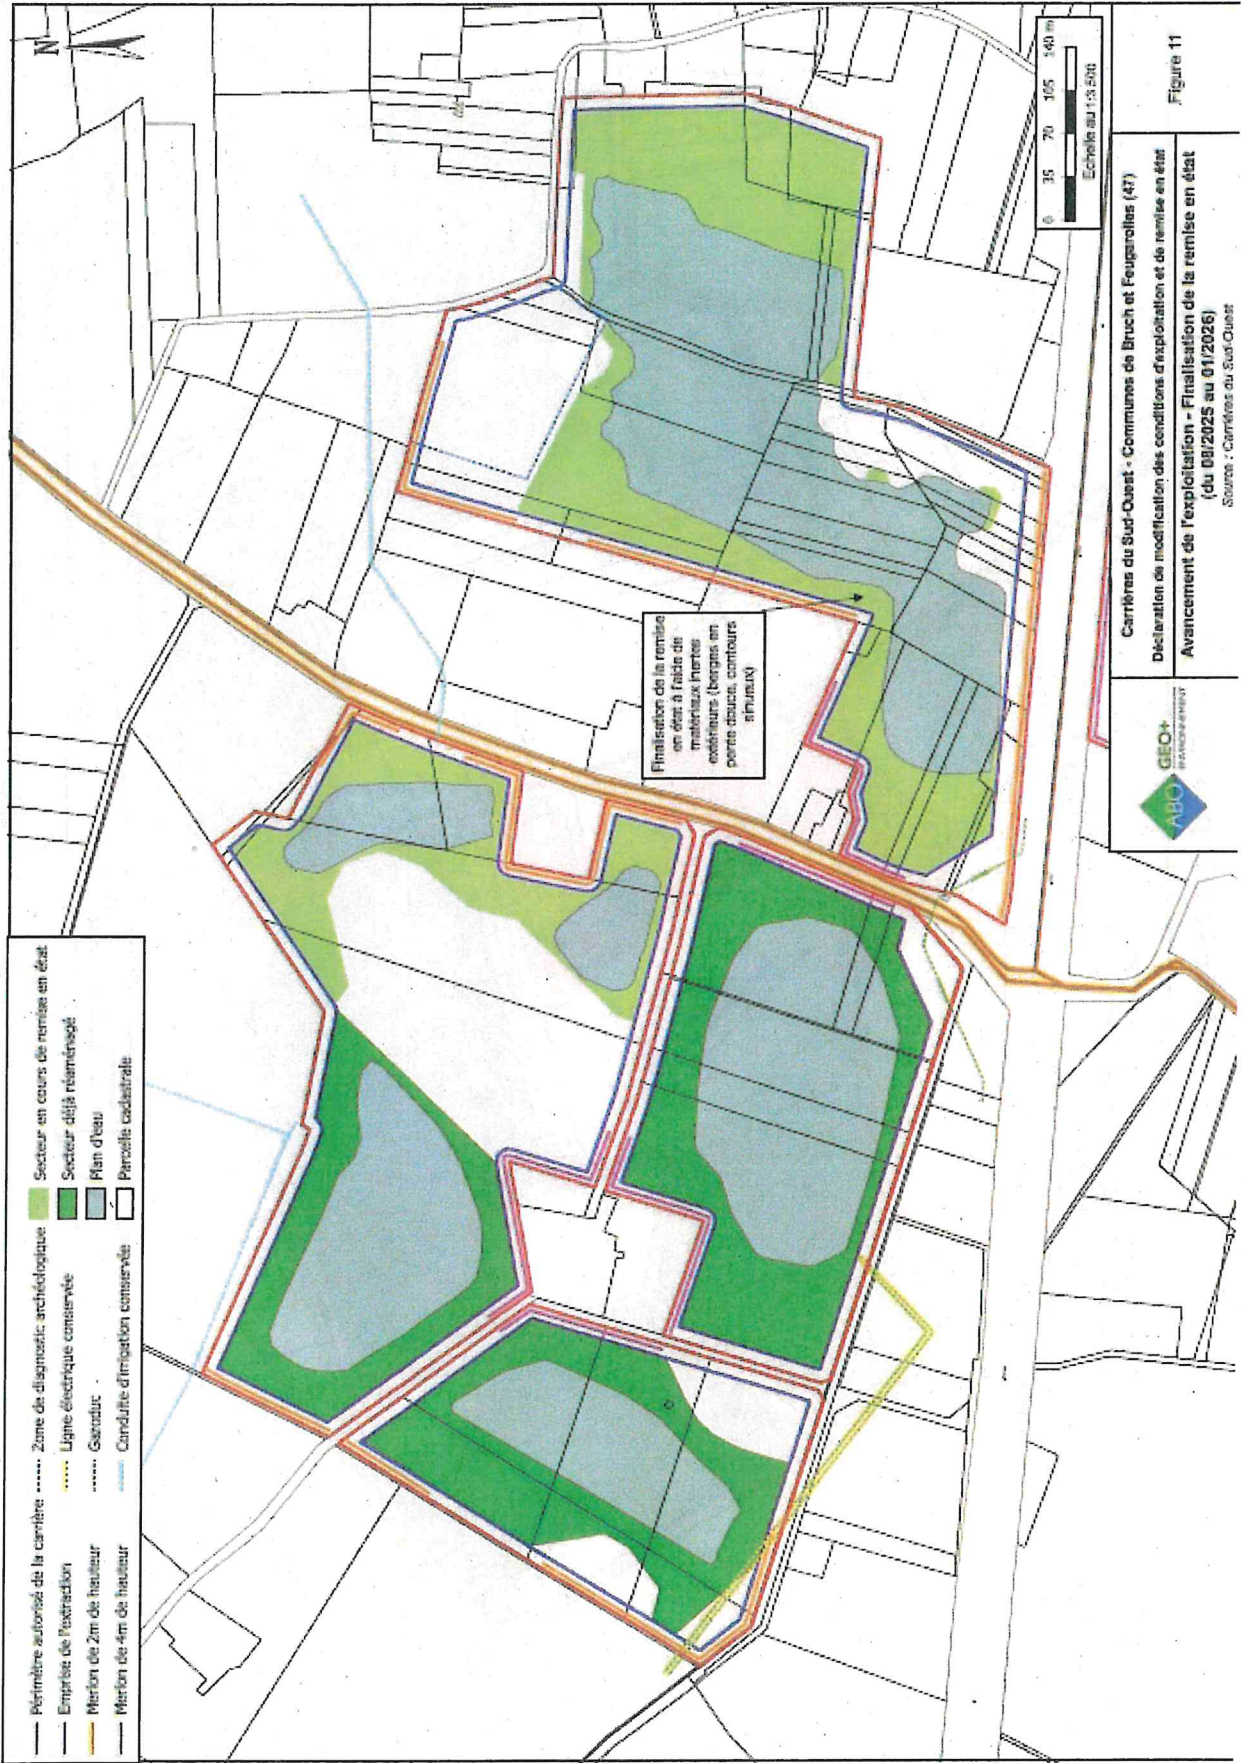 Périmètre autorisé de la carrière
Emprise de l'extraction
Merlon de 2m de hauteur
Merlon de 4m de hauteur
Zone de diagnostic archéologique
Ligne électrique conservée
Gazoduc
Conduite d'irrigation conservée
Secteur en cours de remise en état
Secteur déjà réaménagé
Plan d'eau
Parcelle cadastrale
N
Finalisation de la remise
en état à l'aide de
matériaux inertes
extérieurs (berges en
pente douce, contours
sinueux)
0 35 70 105 140 m
Echelle au 1:3 500
ABO
GEO+
ENVIRONNEMENT
Carrières du Sud-Ouest - Communes de Bruch et Feugarolles (47)
Déclaration de modification des conditions d'exploitation et de remise en état
Avancement de l'exploitation - Finalisation de la remise en état
(du 08/2025 au 01/2026)
Source : Carrières du Sud-Ouest
Figure 11